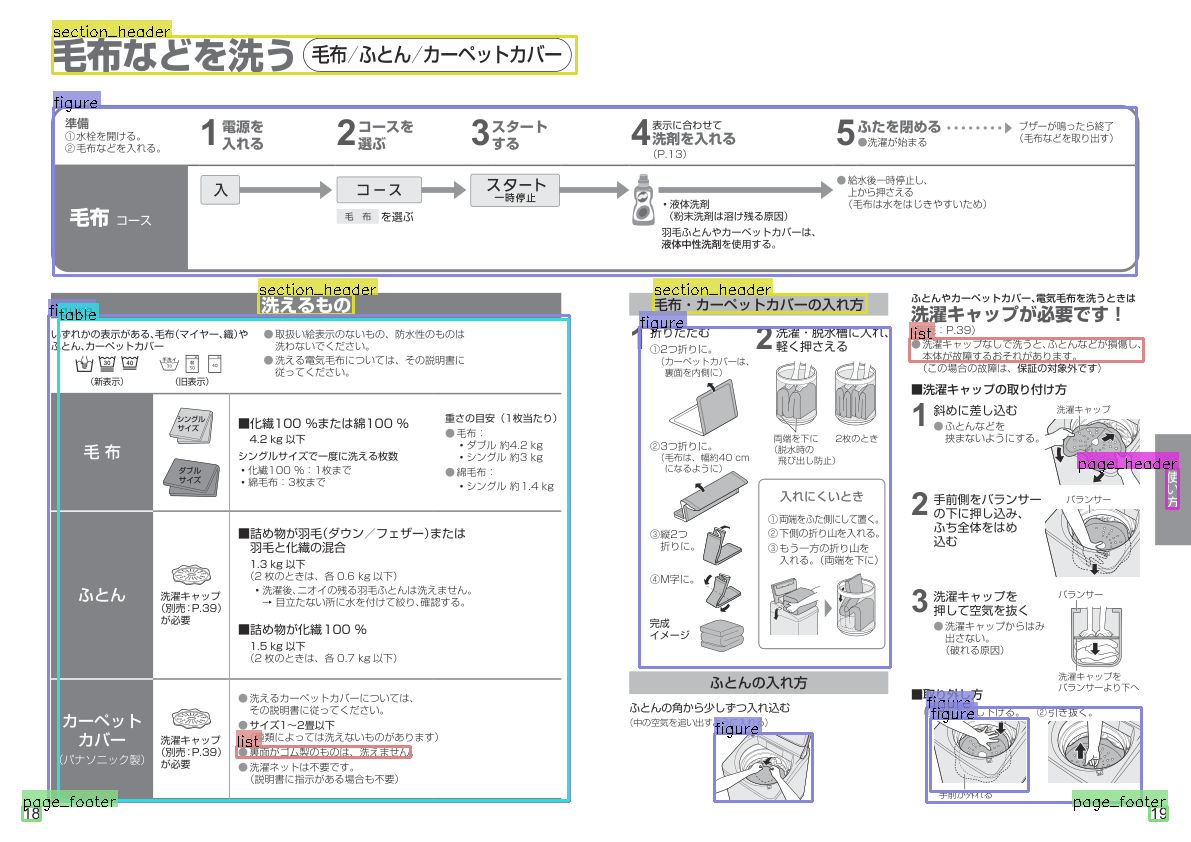 section_header
毛布などを洗う 毛布/ふとん/カーペットカバー
figure
準備
①水栓を開ける。
②毛布などを入れる。
1 電源を
入れる
2 コースを
選ぶ
3 スタート
する
4 表示に合わせて
洗剤を入れる
(P.13)
5 ふたを閉める
●洗濯が始まる
ブザーが鳴ったら終了
(毛布などを取り出す)
毛布 コース
入
コース
毛 布 を選ぶ
スタート
一時停止
・液体洗剤
(粉末洗剤は溶け残る原因)
羽毛ふとんやカーペットカバーは、
液体中性洗剤を使用する。
●給水後一時停止し、
上から押さえる
(毛布は水をはじきやすいため)
section_header
洗えるもの
table
いずれかの表示がある、毛布(マイヤー、織)や
ふとん、カーペットカバー
(新表示) (旧表示)
●取扱い絵表示のないもの、防水性のものは
洗わないでください。
●洗える電気毛布については、その説明書に
従ってください。
毛布
シングル
サイズ
ダブル
サイズ
■化繊100 %または綿100 %
4.2 kg 以下
シングルサイズで一度に洗える枚数
・化繊100 %:1枚まで
・綿毛布:3枚まで
重さの目安(1枚当たり)
●毛布:
・ダブル 約4.2 kg
・シングル 約3 kg
●綿毛布:
・シングル 約1.4 kg
ふとん
洗濯キャップ
(別売:P.39)
が必要
■詰め物が羽毛(ダウン/フェザー)または
羽毛と化繊の混合
1.3 kg 以下
(2 枚のときは、各0.6 kg 以下)
・洗濯後、ニオイの残る羽毛ふとんは洗えません。
→ 目立たない所に水を付けて絞り、確認する。
■詰め物が化繊100 %
1.5 kg 以下
(2 枚のときは、各0.7 kg 以下)
カーペット
カバー
(パナソニック製)
洗濯キャップ
(別売:P.39)
が必要
●洗えるカーペットカバーについては、
その説明書に従ってください。
●サイズ1~2畳以下
類によっては洗えないものがあります)
list
●裏面がゴム製のものは、洗えません。
●洗濯ネットは不要です。
(説明書に指示がある場合も不要)
page_footer
18
section_header
毛布・カーペットカバーの入れ方
figure
1 折りたたむ
①2つ折りに。
(カーペットカバーは、
裏面を内側に)
②3つ折りに。
(毛布は、幅約40 cm
になるように)
③縦2つ
折りに。
④M字に。
完成
イメージ
2 洗濯・脱水槽に入れ、
軽く押さえる
両端を下に
(脱水時の
飛び出し防止)
2枚のとき
入れにくいとき
①両端をふた側にして置く。
②下側の折り山を入れる。
③もう一方の折り山を
入れる。(両端を下に)
ふとんの入れ方
ふとんの角から少しずつ入れ込む
(中の空気を追い出す
figure
ふとんやカーペットカバー、電気毛布を洗うときは
洗濯キャップが必要です!
list
:P.39)
●洗濯キャップなしで洗うと、ふとんなどが損傷し、
本体が故障するおそれがあります。
(この場合の故障は、保証の対象外です)
■洗濯キャップの取り付け方
1 斜めに差し込む
●ふとんなどを
挟まないようにする。
洗濯キャップ
2 手前側をバランサー
の下に押し込み、
ふち全体をはめ
込む
バランサー
3 洗濯キャップを
押して空気を抜く
●洗濯キャップからはみ
出さない。
(破れる原因)
バランサー
洗濯キャップを
バランサーより下へ
■取り外し方
figure
figure
し下げる。 ②引き抜く。
手前が外れる
page_header
使い方
page_footer
19